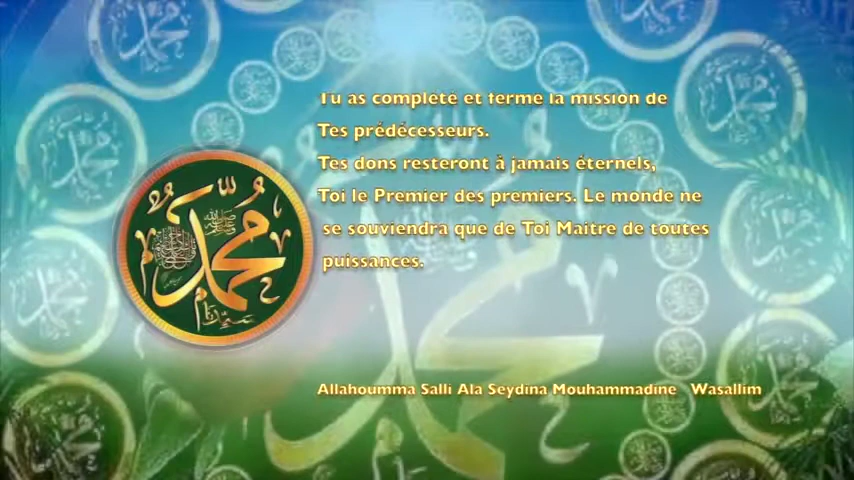 Tu as complété et fermé la mission de
Tes prédécesseurs.
Tes dons resteront à jamais éternels,
Toi le Premier des premiers. Le monde ne
se souviendra que de Toi Maitre de toutes
puissances.
محمد
Allahoumma Salli Ala Seydina Mouhammadine Wasallim